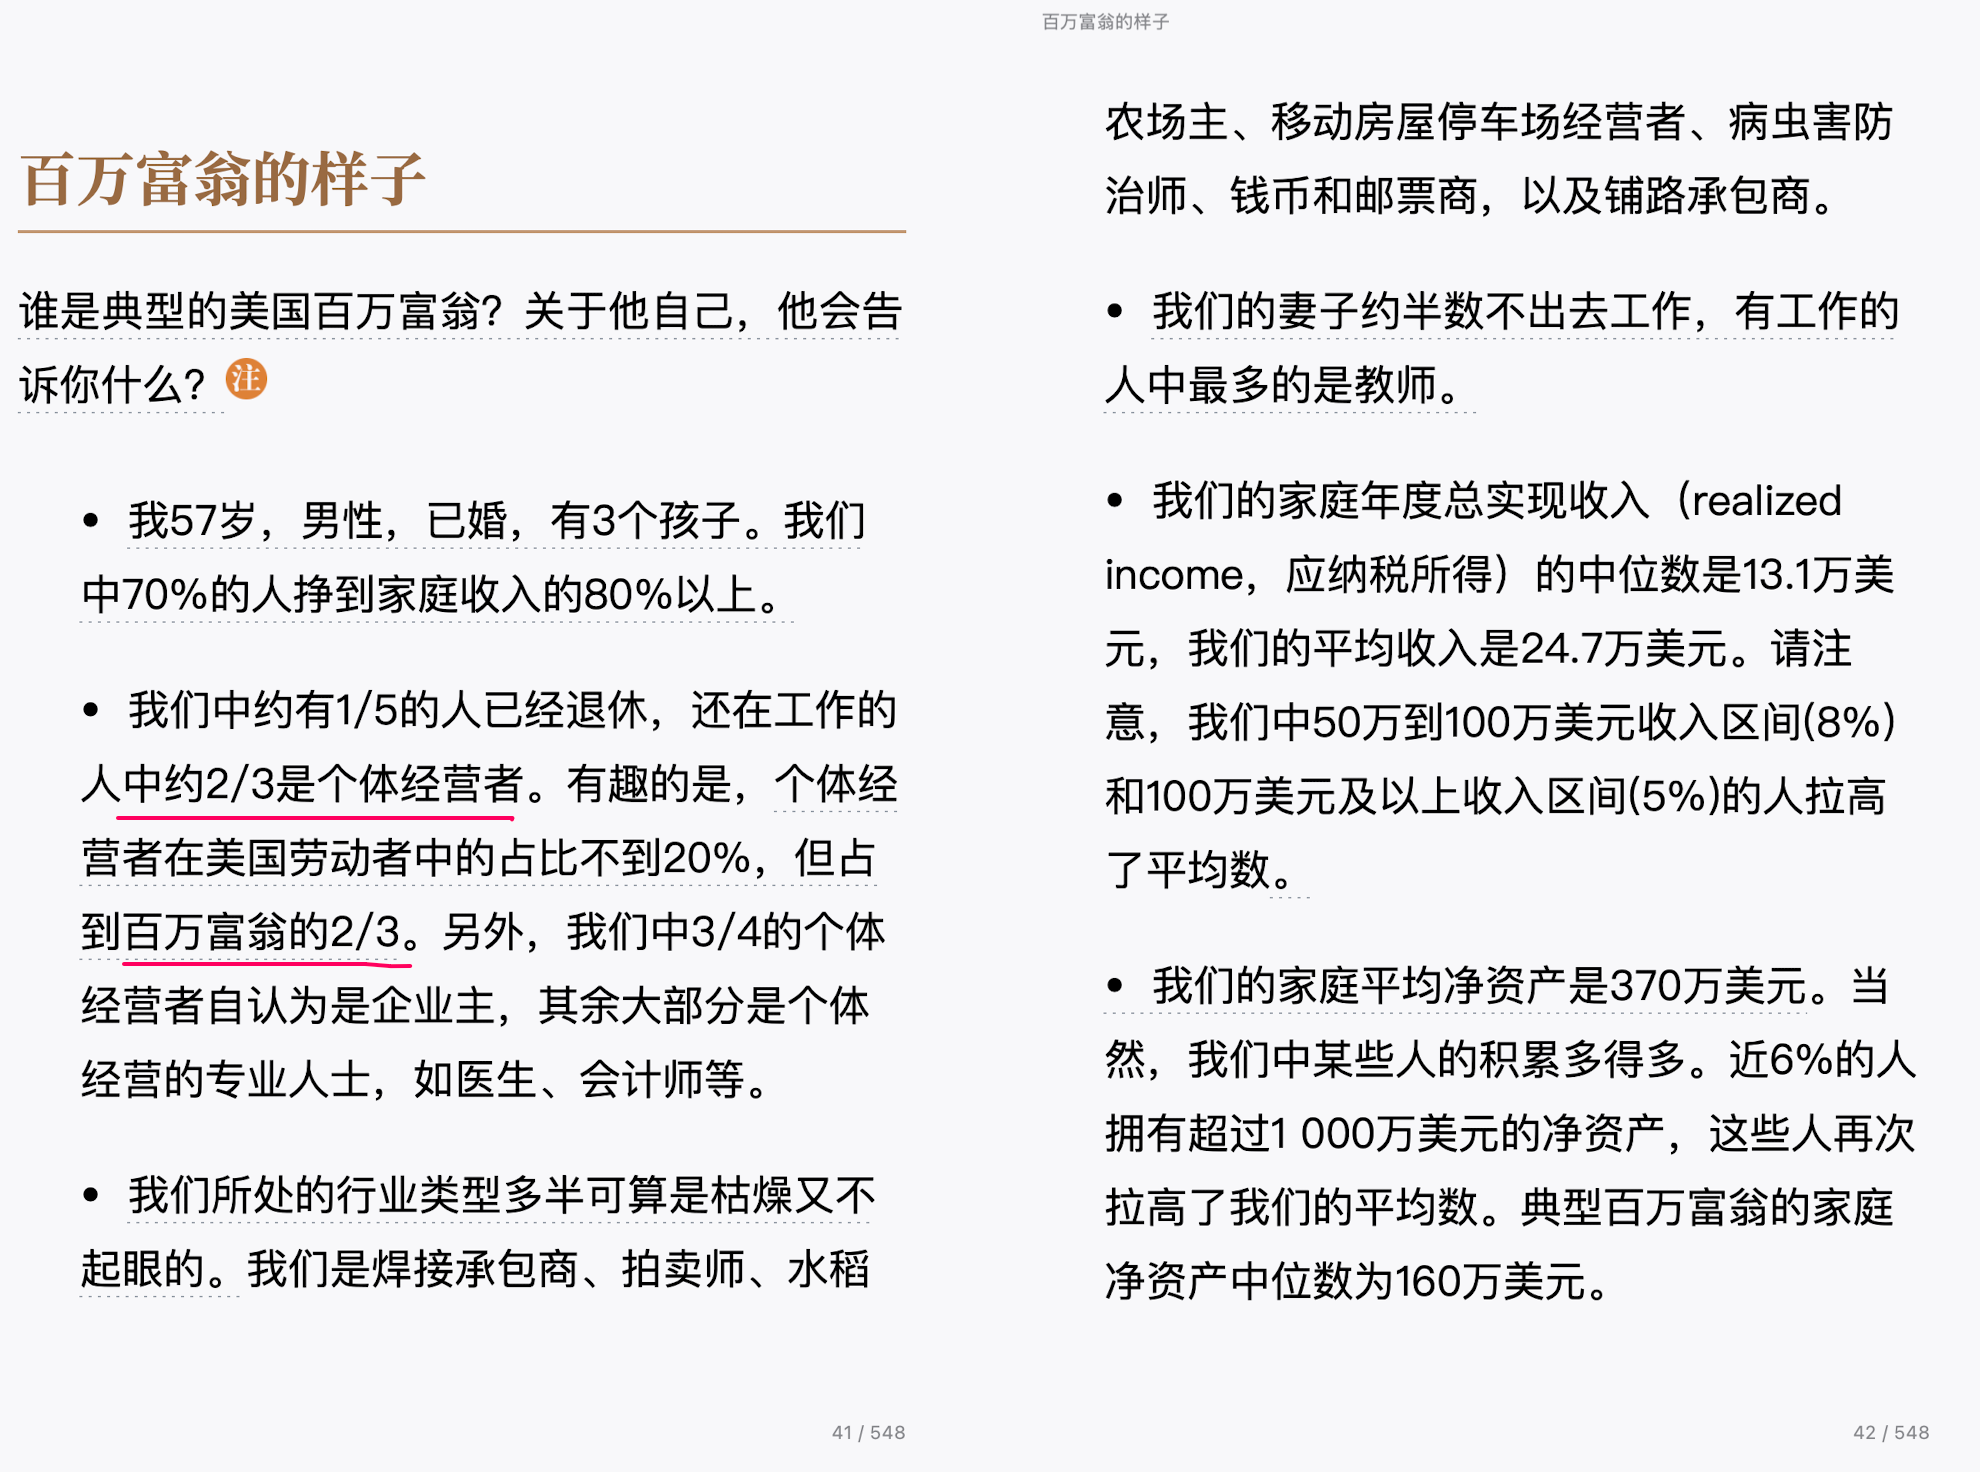 百万富翁的样子
谁是典型的美国百万富翁？关于他自己，他会告
诉你什么？注
• 我57岁，男性，已婚，有3个孩子。我们
中70%的人挣到家庭收入的80%以上。
• 我们中约有1/5的人已经退休，还在工作的
人中约2/3是个体经营者。有趣的是，个体经
营者在美国劳动者中的占比不到20%，但占
到百万富翁的2/3。另外，我们中3/4的个体
经营者自认为是企业主，其余大部分是个体
经营的专业人士，如医生、会计师等。
• 我们所处的行业类型多半可算是枯燥又不
起眼的。我们是焊接承包商、拍卖师、水稻
41 / 548
百万富翁的样子
农场主、移动房屋停车场经营者、病虫害防
治师、钱币和邮票商，以及铺路承包商。
• 我们的妻子约半数不出去工作，有工作的
人中最多的是教师。
• 我们的家庭年度总实现收入（realized
income，应纳税所得）的中位数是13.1万美
元，我们的平均收入是24.7万美元。请注
意，我们中50万到100万美元收入区间(8%)
和100万美元及以上收入区间(5%)的人拉高
了平均数。
• 我们的家庭平均净资产是370万美元。当
然，我们中某些人的积累多得多。近6%的人
拥有超过1 000万美元的净资产，这些人再次
拉高了我们的平均数。典型百万富翁的家庭
净资产中位数为160万美元。
42 / 548